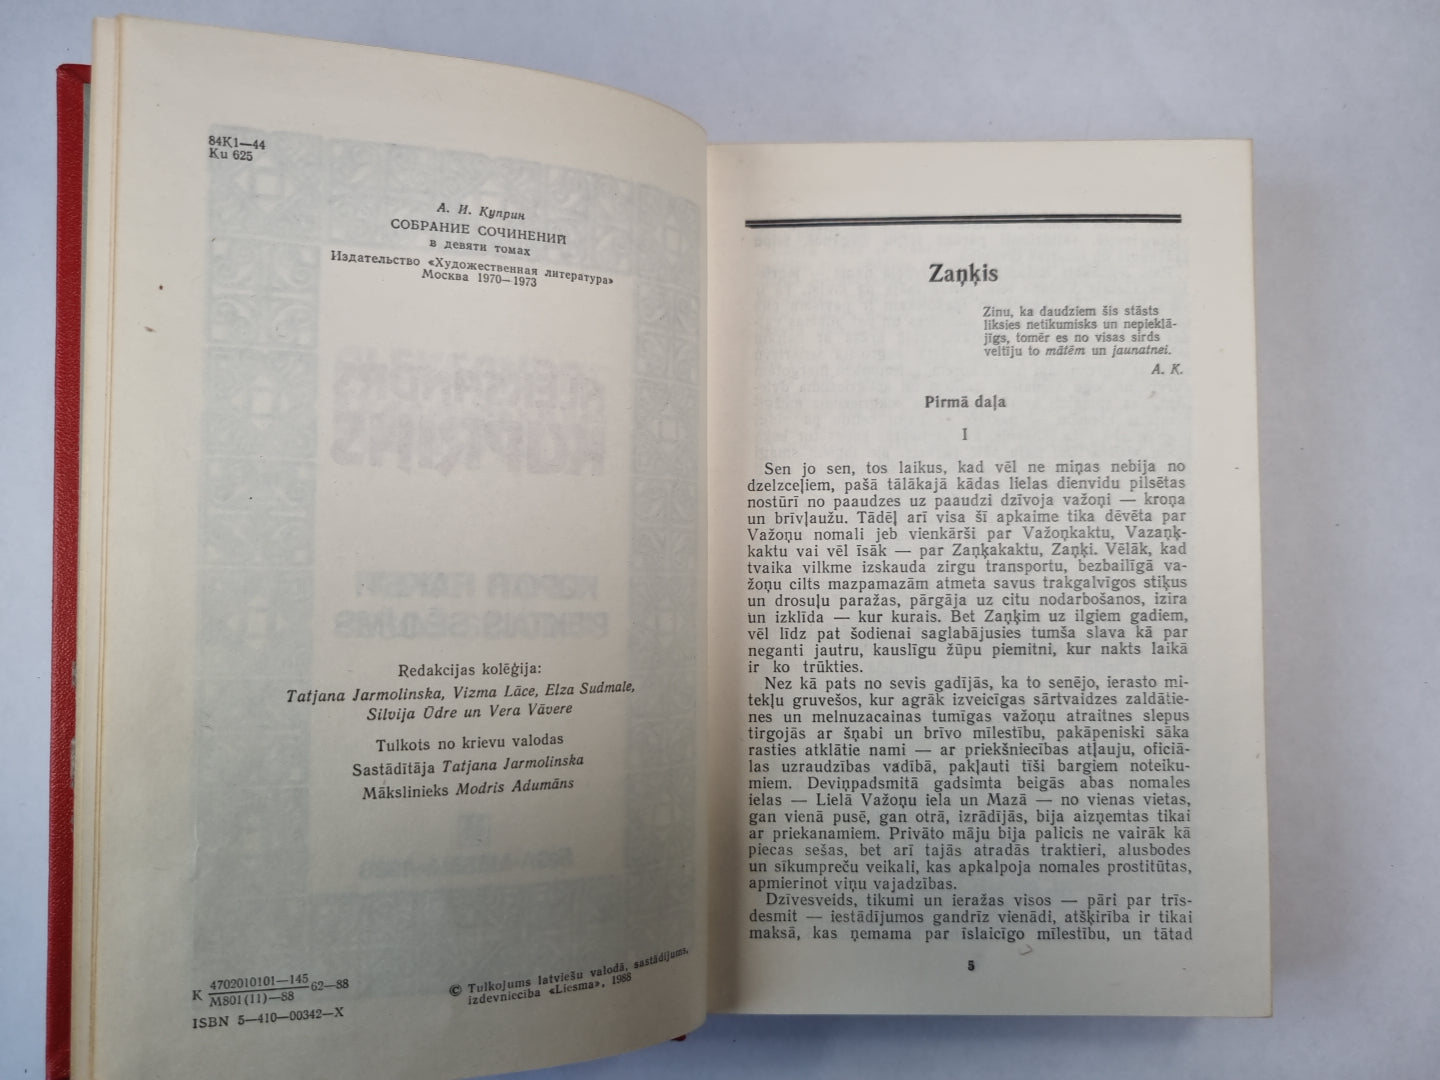 84K1—44
Ku 625
А. И. Куприн
СОБРАНИЕ СОЧИНЕНИЙ
в девяти томах
Издательство «Художественная литература»
Москва 1970—1973
Redakcijas kolēģija:
Tatjana Jarmolinska, Vizma Lāce, Elza Sudmale,
Silvija Ūdre un Vera Vāvere
Tulkots no krievu valodas
Sastādītāja Tatjana Jarmolinska
Mākslinieks Modris Adumāns
K 4702010101—145
M801(11)—88 62—88
ISBN 5—410—00342—X
© Tulkojums latviešu valodā, sastādījums,
izdevniecība «Liesma», 1988
Zaņķis
Zinu, ka daudziem šis stāsts
liksies netikumisks un nepieklā-
jīgs, tomēr es no visas sirds
veltīju to mātēm un jaunatnei.
A. K.
Pirmā daļa
I
Sen jo sen, tos laikus, kad vēl ne miņas nebija no
dzelzceļiem, pašā tālākajā kādas lielas dienvidu pilsētas
nostūrī no paaudzes uz paaudzi dzīvoja važoņi — kroņa
un brīvļaužu. Tādēļ arī visa šī apkaime tika dēvēta par
Važoņu nomali jeb vienkārši par Važoņkaktu, Vazaņķ-
kaktu vai vēl īsāk — par Zaņķakaktu, Zaņķi. Vēlāk, kad
tvaika vilkme izskauda zirgu transportu, bezbailīgā va-
žoņu cilts mazpamazām atmeta savus trakgalvīgos stiķus
un drosuļu paražas, pārgāja uz citu nodarbošanos, izira
un izklīda — kur kurais. Bet Zaņķim uz ilgiem gadiem,
vēl līdz pat šodienai saglabājusies tumša slava kā par
neganti jautru, kauslīgu žūpu piemitni, kur nakts laikā
ir ko trūkties.
Nez kā pats no sevis gadījās, ka to senējo, ierasto mi-
tekļu gruvešos, kur agrāk izveicīgas sārtvaidzes zaldātie-
nes un melnuzacainas tumīgas važoņu atraitnes slepus
tirgojās ar šņabi un brīvo mīlestību, pakāpeniski sāka
rasties atklātie nami — ar priekšniecības atļauju, oficiā-
las uzraudzības vadībā, pakļauti tīši bargiem noteiku-
miem. Deviņpadsmitā gadsimta beigās abas nomales
ielas — Lielā Važoņu iela un Mazā — no vienas vietas,
gan vienā pusē, gan otrā, izrādījās, bija aizņemtas tikai
ar priekanamiem. Privāto māju bija palicis ne vairāk kā
piecas sešas, bet arī tajās atradās traktieri, alusbodes
un sīkumpreču veikali, kas apkalpoja nomales prostitūtas,
apmierinot viņu vajadzības.
Dzīvesveids, tikumi un ieražas visos — pāri par trīs-
desmit — iestādījumos gandrīz vienādi, atšķirība ir tikai
maksā, kas ņemama par īslaicīgo mīlestību, un tātad
5